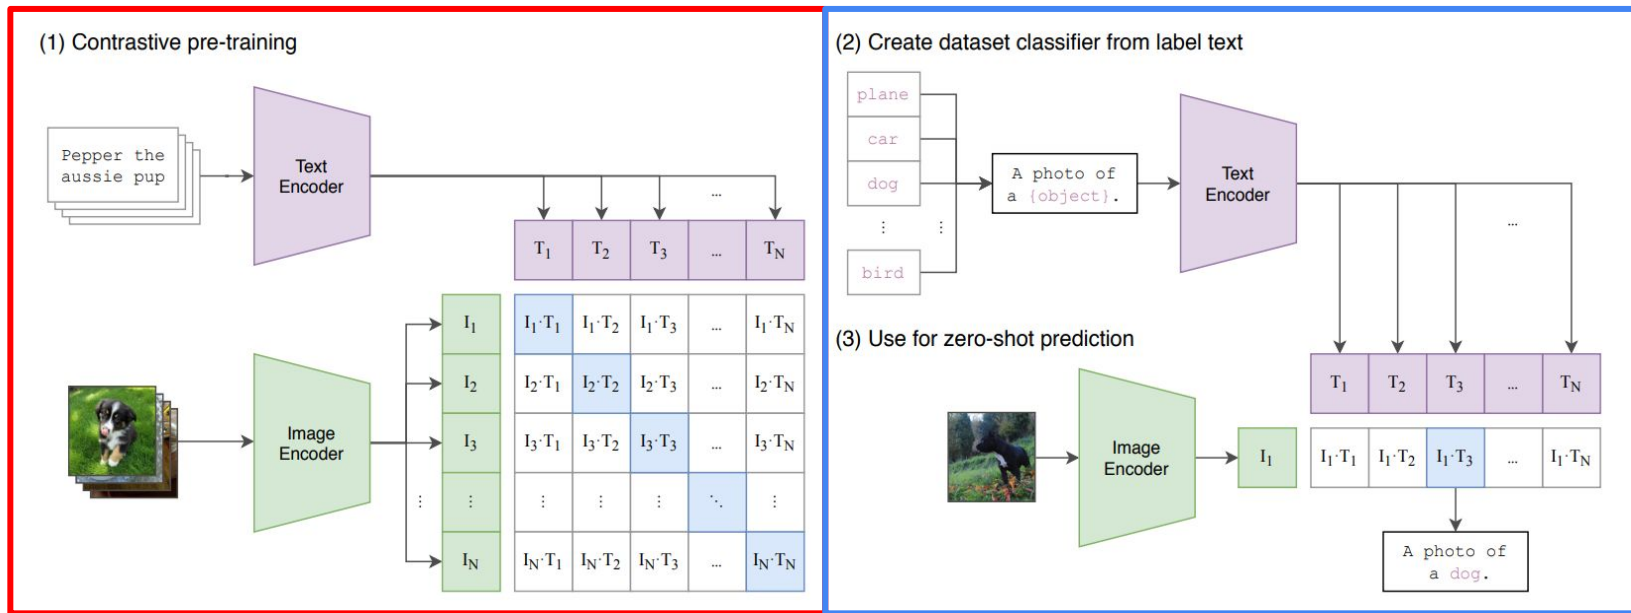 (1) Contrastive pre-training
Pepper the
aussie pup
Text
Encoder
...
T1 T2 T3 ... TN
Image
Encoder
I1 I1·T1 I1·T2 I1·T3 ... I1·TN
I2 I2·T1 I2·T2 I2·T3 ... I2·TN
I3 I3·T1 I3·T2 I3·T3 ... I3·TN
⋮ ⋮ ⋮ ⋮ ⋮ ⋱ ⋮
IN IN·T1 IN·T2 IN·T3 ... IN·TN
(2) Create dataset classifier from label text
plane
car
dog
⋮ ⋮
bird
A photo of
a {object}.
Text
Encoder
...
(3) Use for zero-shot prediction
T1 T2 T3 ... TN
Image
Encoder
I1 I1·T1 I1·T2 I1·T3 ... I1·TN
A photo of
a dog.